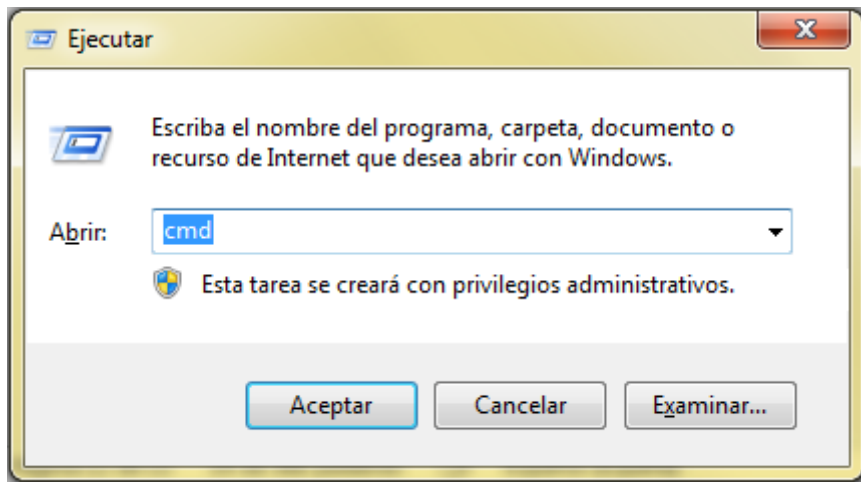 Ejecutar
Escriba el nombre del programa, carpeta, documento o
recurso de Internet que desea abrir con Windows.
Abrir:
cmd
Esta tarea se creará con privilegios administrativos.
Aceptar
Cancelar
Examinar...